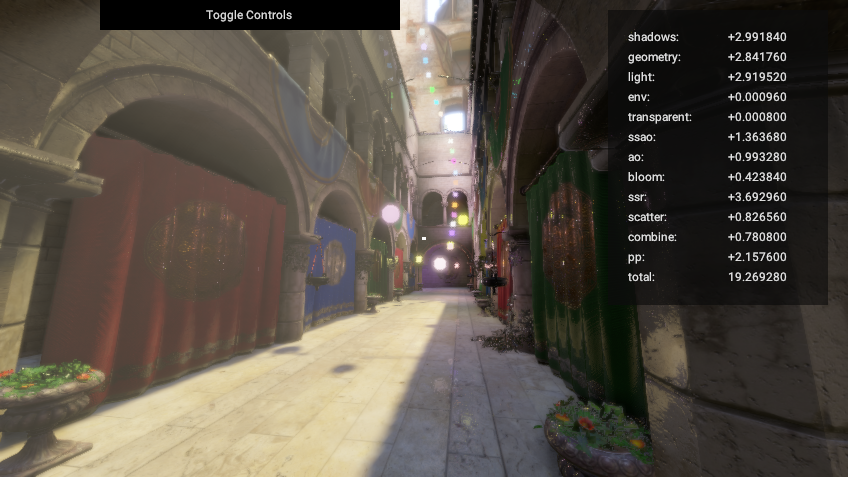 Toggle Controls
shadows: +2.991840
geometry: +2.841760
light: +2.919520
env: +0.000960
transparent: +0.000800
ssao: +1.363680
ao: +0.993280
bloom: +0.423840
ssr: +3.692960
scatter: +0.826560
combine: +0.780800
pp: +2.157600
total: 19.269280